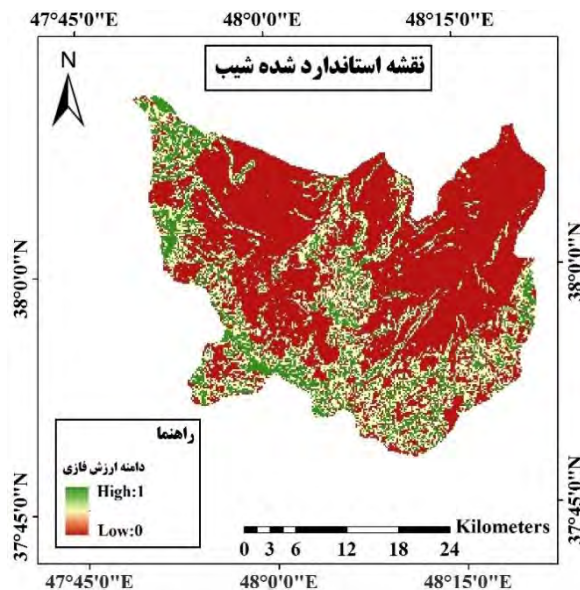 47°45'0"E 48°0'0"E 48°15'0"E
N
نقشه استاندارد شده شیب
38°0'0"N
38°0'0"N
راهنما
دامنه ارزش فازی
High:1
Low:0
37°45'0"N
37°45'0"N
Kilometers
0 3 6 12 18 24
47°45'0"E 48°0'0"E 48°15'0"E